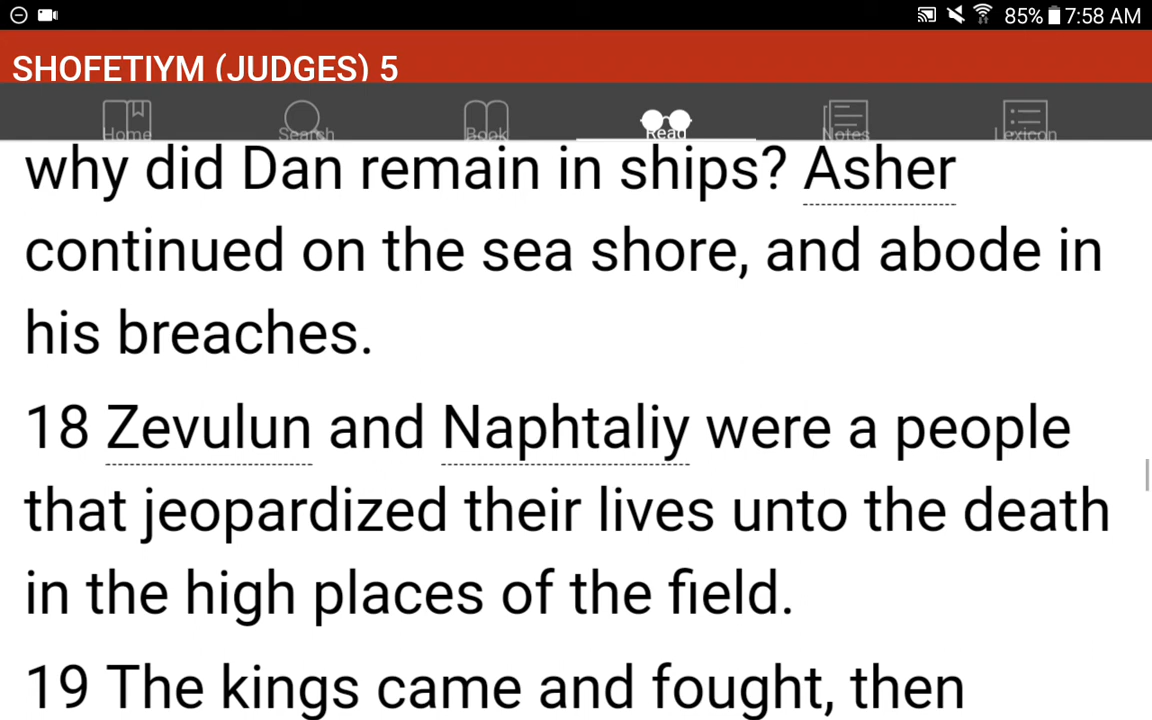 85% 7:58 AM
SHOFETIYM (JUDGES) 5
Home Search Book Read Notes Lexicon
why did Dan remain in ships? Asher
continued on the sea shore, and abode in
his breaches.
18 Zevulun and Naphtaliy were a people
that jeopardized their lives unto the death
in the high places of the field.
19 The kings came and fought, then